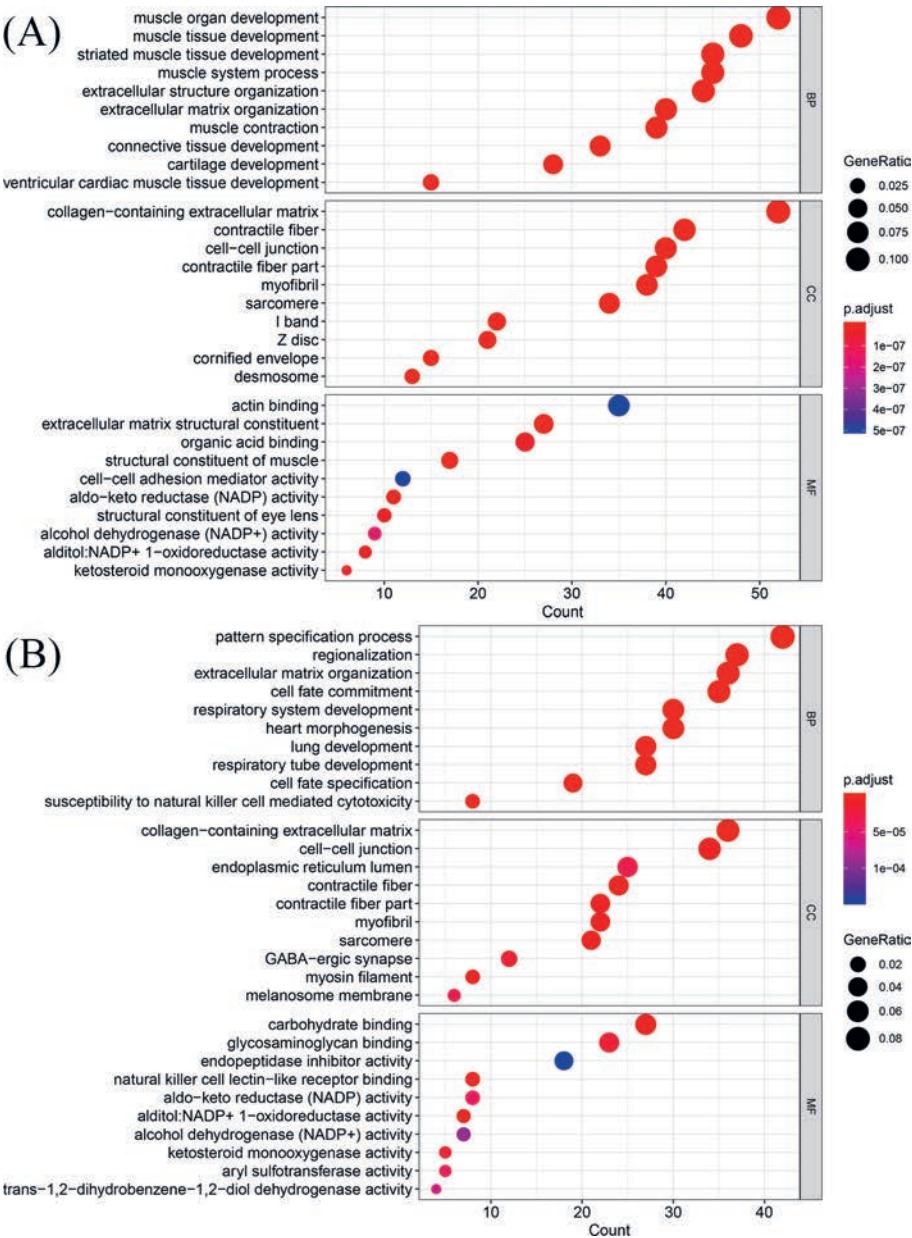 (A)
muscle organ development
muscle tissue development
striated muscle tissue development
muscle system process
extracellular structure organization
extracellular matrix organization
muscle contraction
connective tissue development
cartilage development
ventricular cardiac muscle tissue development
BP
collagen−containing extracellular matrix
contractile fiber
cell−cell junction
contractile fiber part
myofibril
sarcomere
I band
Z disc
cornified envelope
desmosome
CC
actin binding
extracellular matrix structural constituent
organic acid binding
structural constituent of muscle
cell−cell adhesion mediator activity
aldo−keto reductase (NADP) activity
structural constituent of eye lens
alcohol dehydrogenase (NADP+) activity
alditol:NADP+ 1−oxidoreductase activity
ketosteroid monooxygenase activity
MF
10 20 30 40 50
Count
GeneRatio
0.025
0.050
0.075
0.100
p.adjust
1e−07
2e−07
3e−07
4e−07
5e−07
(B)
pattern specification process
regionalization
extracellular matrix organization
cell fate commitment
respiratory system development
heart morphogenesis
lung development
respiratory tube development
cell fate specification
susceptibility to natural killer cell mediated cytotoxicity
BP
collagen−containing extracellular matrix
cell−cell junction
endoplasmic reticulum lumen
contractile fiber
contractile fiber part
myofibril
sarcomere
GABA−ergic synapse
myosin filament
melanosome membrane
CC
carbohydrate binding
glycosaminoglycan binding
endopeptidase inhibitor activity
natural killer cell lectin−like receptor binding
aldo−keto reductase (NADP) activity
alditol:NADP+ 1−oxidoreductase activity
alcohol dehydrogenase (NADP+) activity
ketosteroid monooxygenase activity
aryl sulfotransferase activity
trans−1,2−dihydrobenzene−1,2−diol dehydrogenase activity
MF
10 20 30 40
Count
p.adjust
5e−05
1e−04
GeneRatio
0.02
0.04
0.06
0.08